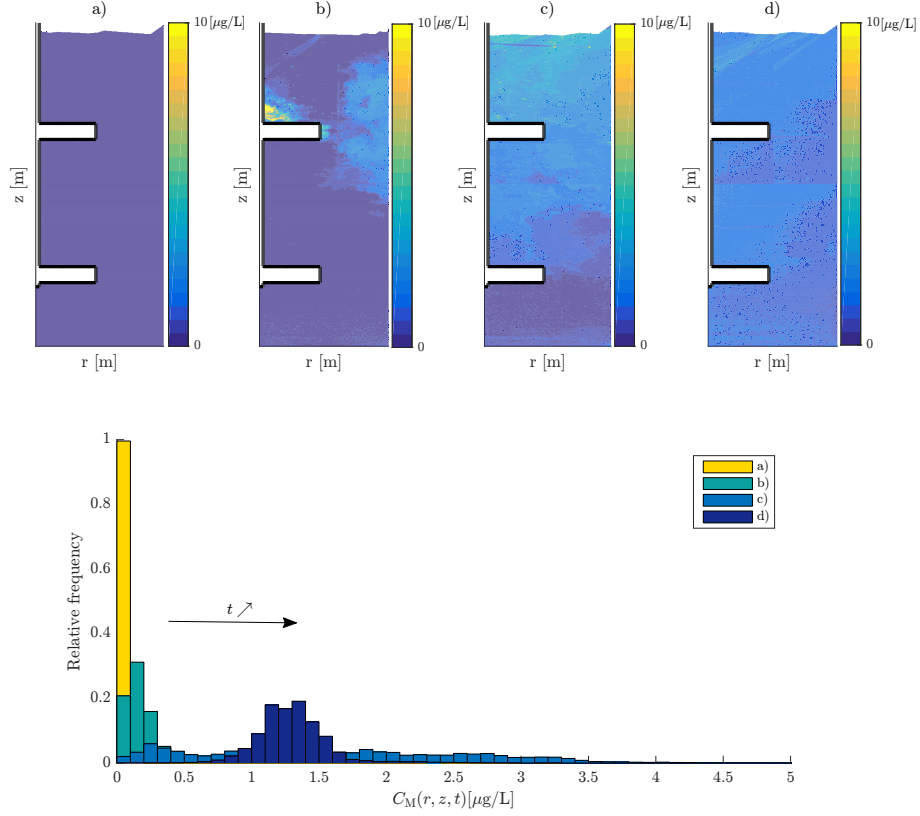 a) b) c) d)
10 [μg/L] 10 [μg/L] 10 [μg/L] 10 [μg/L]
z [m] z [m] z [m] z [m]
0 0 0 0
r [m] r [m] r [m] r [m]
1
0.8
0.6
0.4
0.2
0
Relative frequency
a)
b)
c)
d)
t ↗
0 0.5 1 1.5 2 2.5 3 3.5 4 4.5 5
C_M(r, z, t)[μg/L]